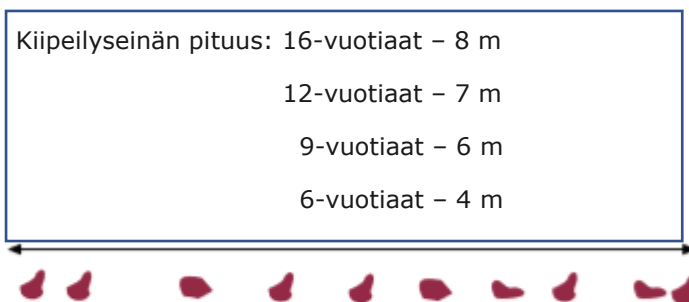 Kiipeilyseinän pituus: 16-vuotiaat – 8 m
12-vuotiaat – 7 m
9-vuotiaat – 6 m
6-vuotiaat – 4 m